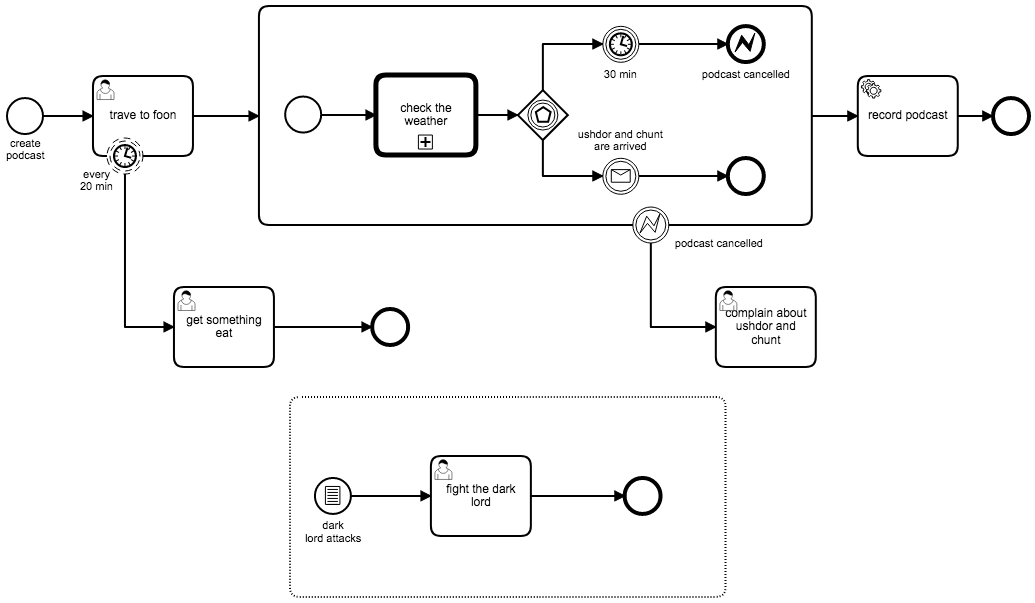 create
podcast
trave to foon
every
20 min
get something
eat
check the
weather
30 min
podcast cancelled
ushdor and chunt
are arrived
podcast cancelled
complain about
ushdor and
chunt
record podcast
dark
lord attacks
fight the dark
lord